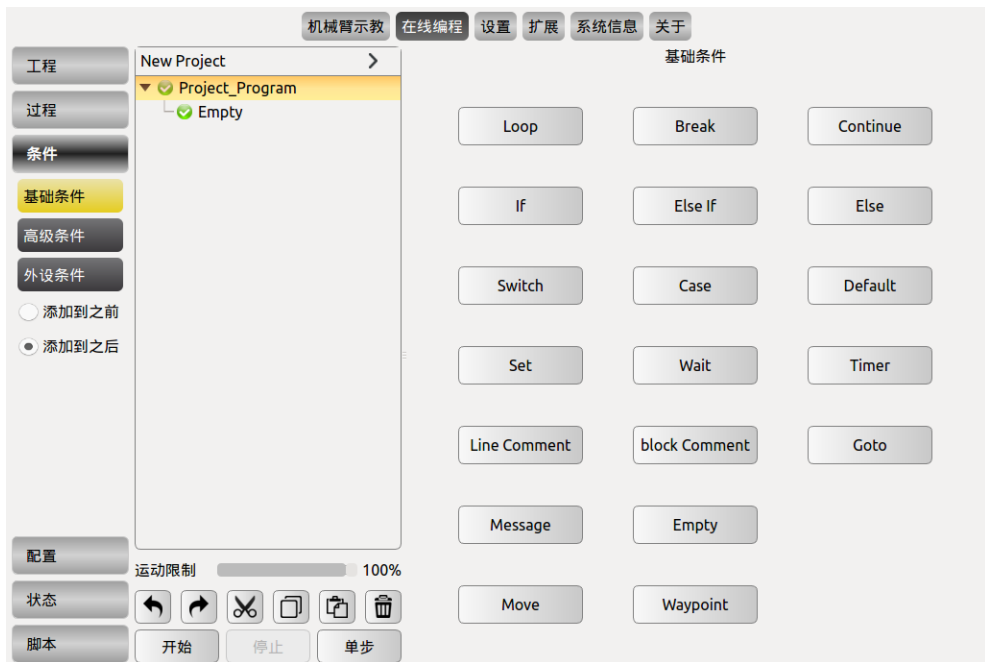 机械臂示教 在线编程 设置 扩展 系统信息 关于
工程
过程
条件
基础条件
高级条件
外设条件
添加到之前
添加到之后
配置
状态
脚本
New Project
Project_Program
Empty
运动限制 100%
开始 停止 单步
基础条件
Loop Break Continue
If Else If Else
Switch Case Default
Set Wait Timer
Line Comment block Comment Goto
Message Empty
Move Waypoint